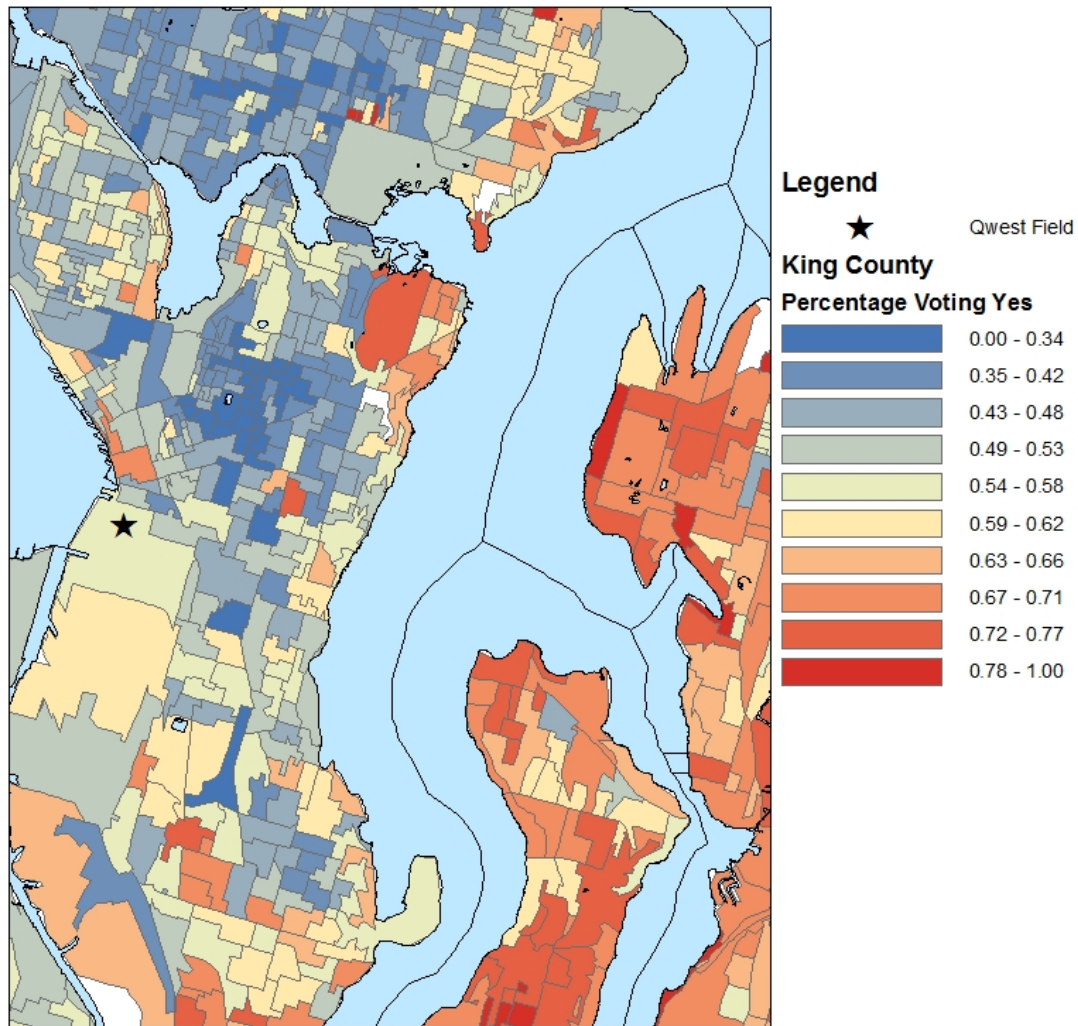 Legend
Qwest Field
King County
Percentage Voting Yes
0.00 - 0.34
0.35 - 0.42
0.43 - 0.48
0.49 - 0.53
0.54 - 0.58
0.59 - 0.62
0.63 - 0.66
0.67 - 0.71
0.72 - 0.77
0.78 - 1.00